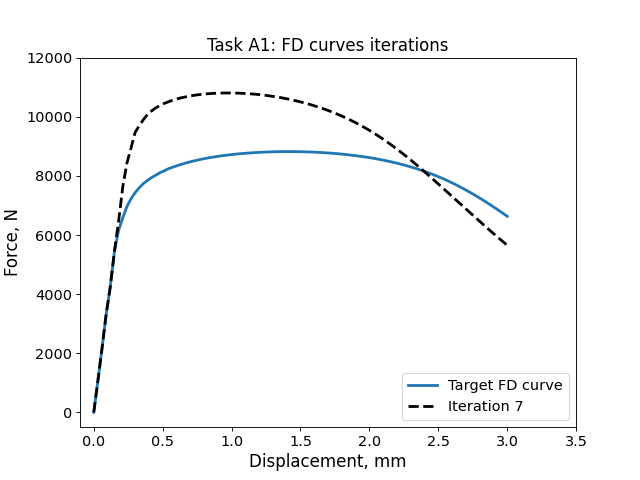 Task A1: FD curves iterations
Force, N
12000
10000
8000
6000
4000
2000
0
0.0 0.5 1.0 1.5 2.0 2.5 3.0 3.5
Displacement, mm
Target FD curve
Iteration 7